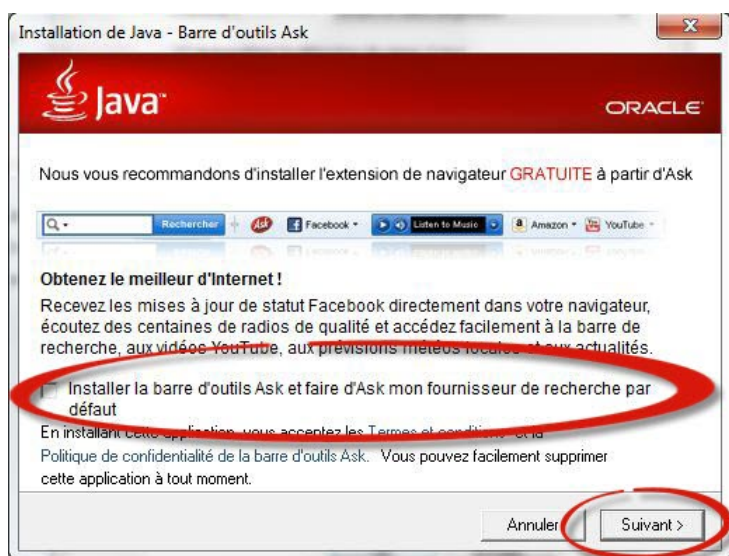 Installation de Java - Barre d'outils Ask
Java™
ORACLE
Nous vous recommandons d'installer l'extension de navigateur GRATUITE à partir d'Ask
Rechercher Ask Facebook Listen to Music Amazon YouTube
Obtenez le meilleur d'Internet !
Recevez les mises à jour de statut Facebook directement dans votre navigateur,
écoutez des centaines de radios de qualité et accédez facilement à la barre de
recherche, aux vidéos YouTube, aux prévisions météos locales et aux actualités.
Installer la barre d'outils Ask et faire d'Ask mon fournisseur de recherche par
défaut
En installant cette application, vous acceptez les Termes et conditions et la
Politique de confidentialité de la barre d'outils Ask. Vous pouvez facilement supprimer
cette application à tout moment.
Annuler
Suivant >